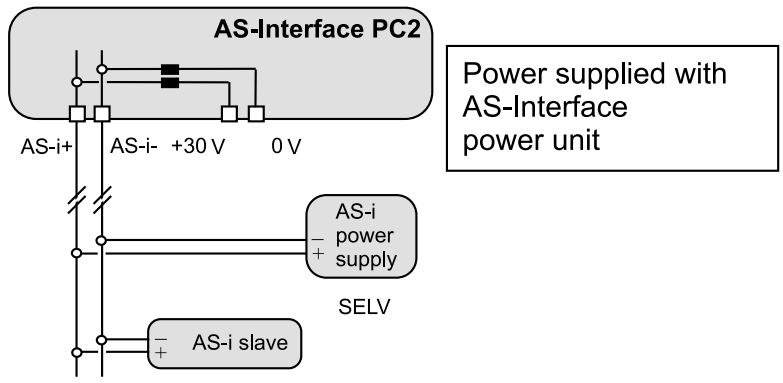 AS-Interface PC2
Power supplied with
AS-Interface
power unit
AS-i+ AS-i- +30 V 0 V
AS-i
− power
+ supply
SELV
− AS-i slave
+